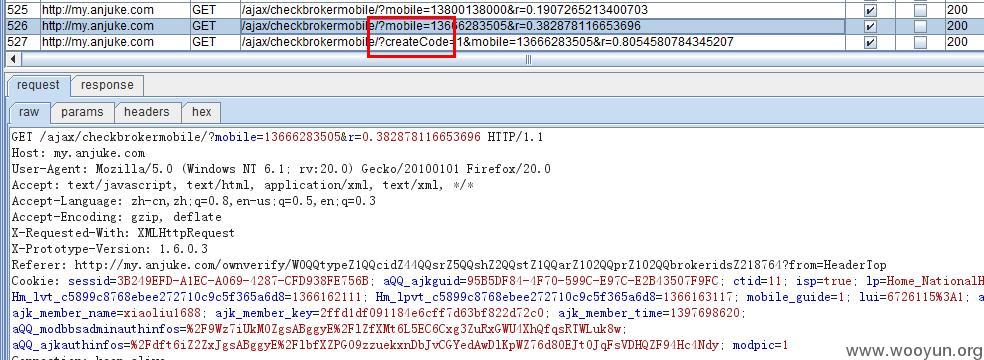 525 http://my.anjuke.com GET /ajax/checkbrokermobile/?mobile=13800138000&r=0.1907265213400703 200
526 http://my.anjuke.com GET /ajax/checkbrokermobile/?mobile=13666283505&r=0.382878116653696 200
527 http://my.anjuke.com GET /ajax/checkbrokermobile/?createCode=1&mobile=13666283505&r=0.8054580784345207 200
request response
raw params headers hex
GET /ajax/checkbrokermobile/?mobile=13666283505&r=0.382878116653696 HTTP/1.1
Host: my.anjuke.com
User-Agent: Mozilla/5.0 (Windows NT 6.1; rv:20.0) Gecko/20100101 Firefox/20.0
Accept: text/javascript, text/html, application/xml, text/xml, */*
Accept-Language: zh-cn,zh;q=0.8,en-us;q=0.5,en;q=0.3
Accept-Encoding: gzip, deflate
X-Requested-With: XMLHttpRequest
X-Prototype-Version: 1.6.0.3
Referer: http://my.anjuke.com/ownverify/W0QQtypeZ1QQcidZ44QQsrZ5QQshZ2QQstZ1QQarZ102QQprZ102QQbrokeridsZ218764?from=HeaderTop
Cookie: sessid=3B249EFD-A1EC-A069-4287-CFD938FE756B; aQQ_ajkguid=95B5DF84-4F70-599C-E97C-E2B43507F9FC; ctid=11; isp=true; lp=Home_NationalH
Hm_lvt_c5899c8768ebee272710c9c5f365a6d8=1366162111; Hm_lpvt_c5899c8768ebee272710c9c5f365a6d8=1366163117; mobile_guide=1; lui=6726115%3A1; a
ajk_member_name=xiaoliu1688; ajk_member_key=2ffd1df091184e6cff7d63bf822d72c0; ajk_member_time=1397698620;
aQQ_modbbsadminauthinfos=%2F9Wz7iUkM0ZgsABggyE%2FlZfXMt6L5EC6Cxg3ZuRxGWU4XhQfqsRTWLuk8w;
aQQ_ajkauthinfos=%2Fdft6iZ2ZxJgsABggyE%2FlbfXZPG09zzuekxnDbJvCGYedAwDlKpWZ76d80EJt0JqFsVDHQZF94Hc4Ndy; modpic=1
www.wooyun.org